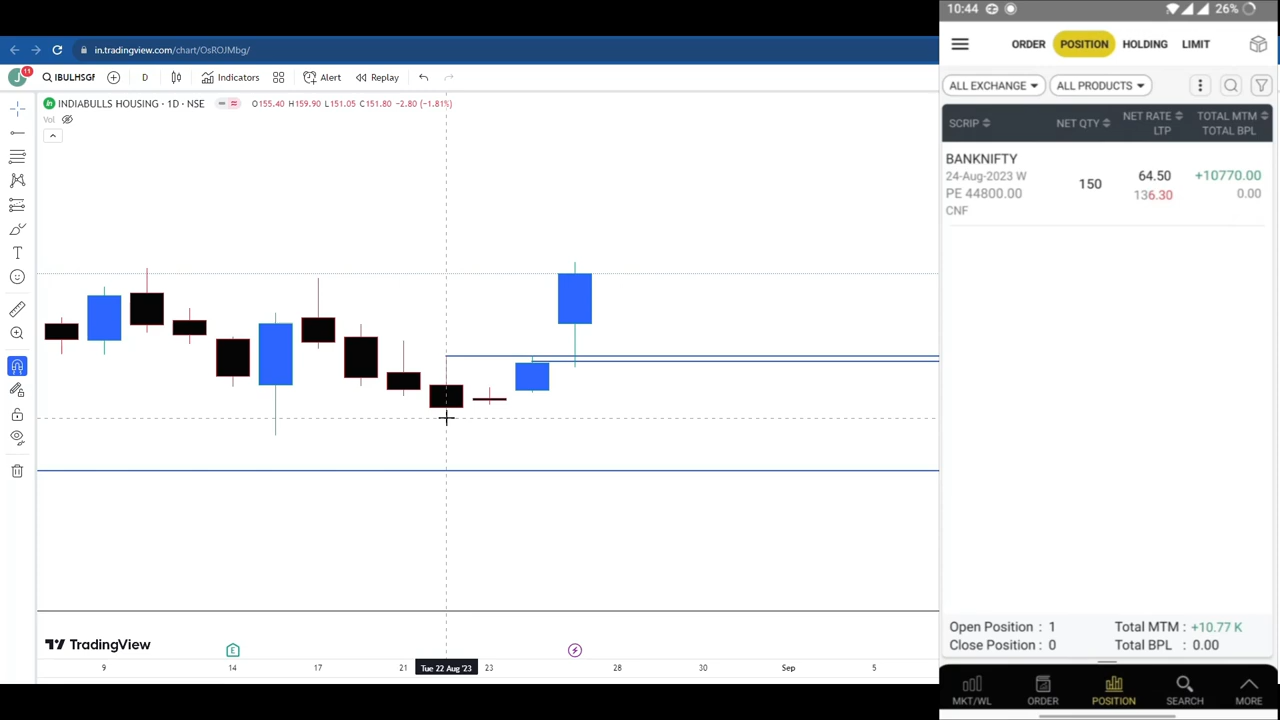 in.tradingview.com/chart/OsROJMbg/
J 11 IBULHSGF D Indicators Alert Replay
INDIABULLS HOUSING · 1D · NSE O155.40 H159.90 L151.05 C151.80 -2.80 (-1.81%)
Vol
TradingView
E
9 14 17 21 Tue 22 Aug '23 23 28 30 Sep 5
10:44 26%
ORDER POSITION HOLDING LIMIT
ALL EXCHANGE ALL PRODUCTS
SCRIP NET QTY NET RATE TOTAL MTM
LTP TOTAL BPL
BANKNIFTY
24-Aug-2023 W 64.50 +10770.00
150
PE 44800.00 136.30 0.00
CNF
Open Position : 1 Total MTM : +10.77 K
Close Position : 0 Total BPL : 0.00
MKT/WL ORDER POSITION SEARCH MORE